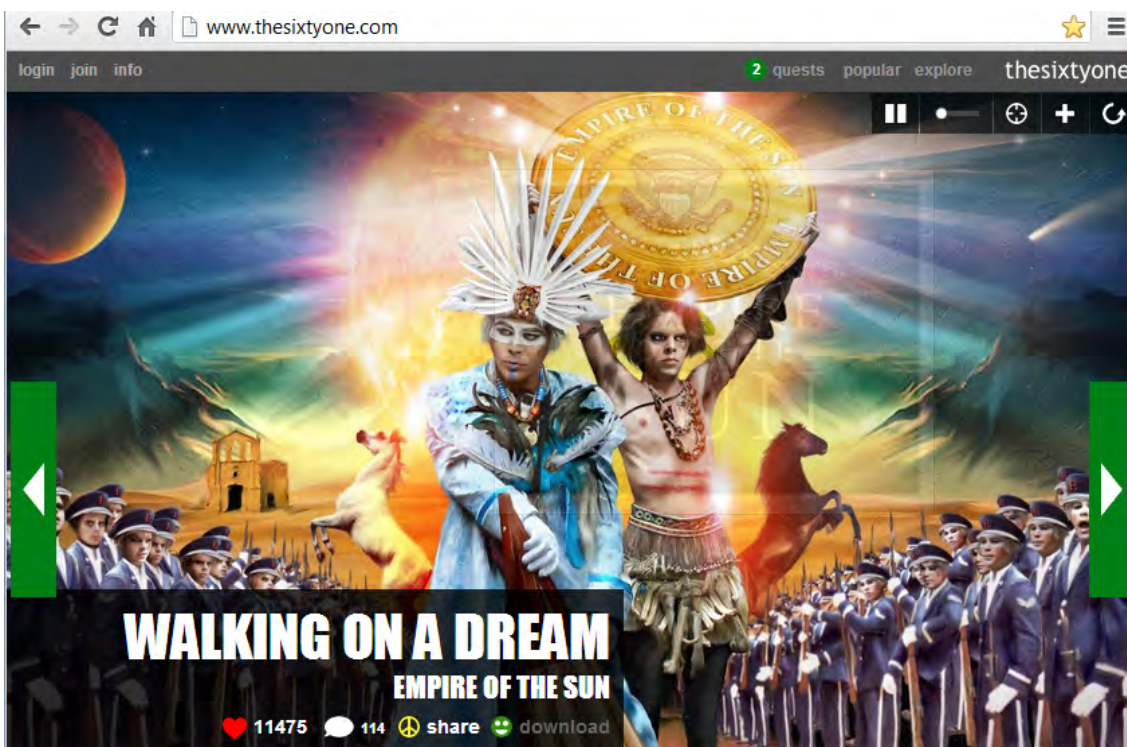 www.thesixtyone.com
login join info 2 quests popular explore thesixtyone
EMPIRE OF THE SUN EMPIRE OF THE
WALKING ON A DREAM
EMPIRE OF THE SUN
11475 114 share download